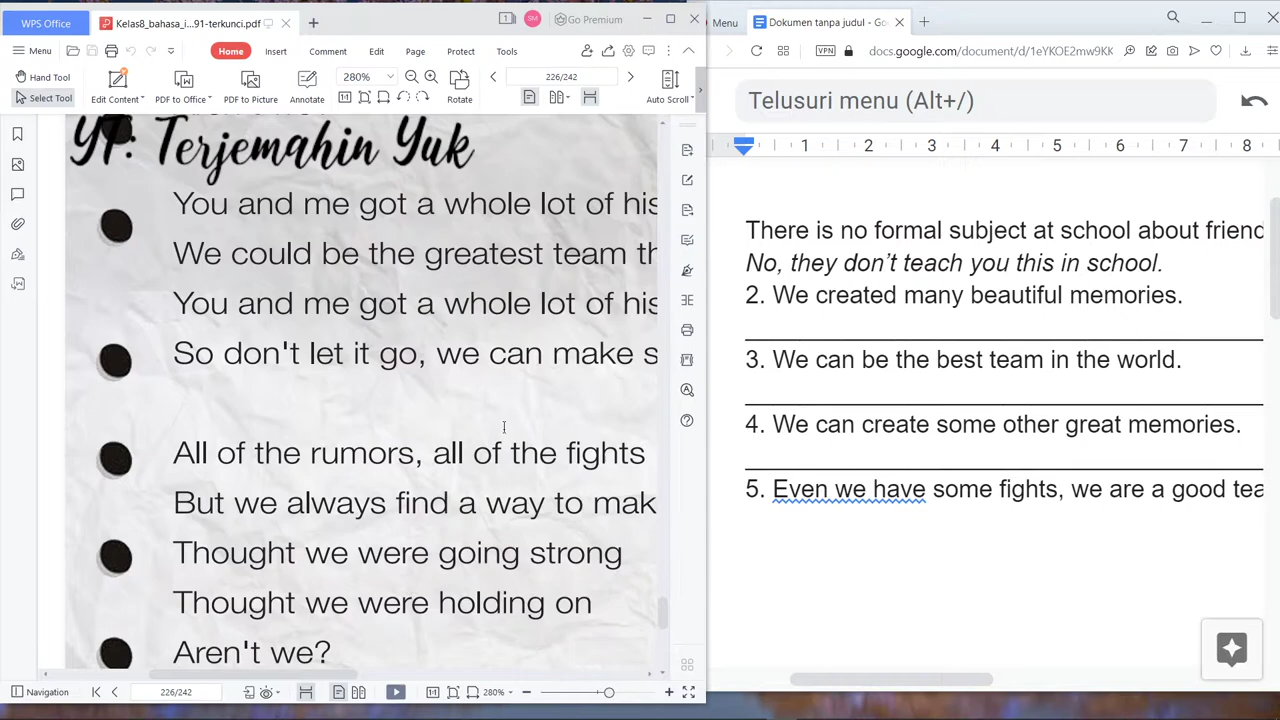 WPS Office
Kelas8_bahasa_i...91-terkunci.pdf
SM
Go Premium
Menu
Home
Insert
Comment
Edit
Page
Protect
Tools
Hand Tool
Select Tool
Edit Content
PDF to Office
PDF to Picture
Annotate
280%
Rotate
226/242
Auto Scroll
YT: Terjemahin Yuk
You and me got a whole lot of his
We could be the greatest team th
You and me got a whole lot of his
So don't let it go, we can make s
All of the rumors, all of the fights
But we always find a way to mak
Thought we were going strong
Thought we were holding on
Aren't we?
Navigation
226/242
280%
Menu
Dokumen tanpa judul - Go
VPN
docs.google.com/document/d/1eYKOE2mw9KK
Telusuri menu (Alt+/)
1 2 3 4 5 6 7 8
There is no formal subject at school about frienc
No, they don’t teach you this in school.
2. We created many beautiful memories.
3. We can be the best team in the world.
4. We can create some other great memories.
5. Even we have some fights, we are a good tea